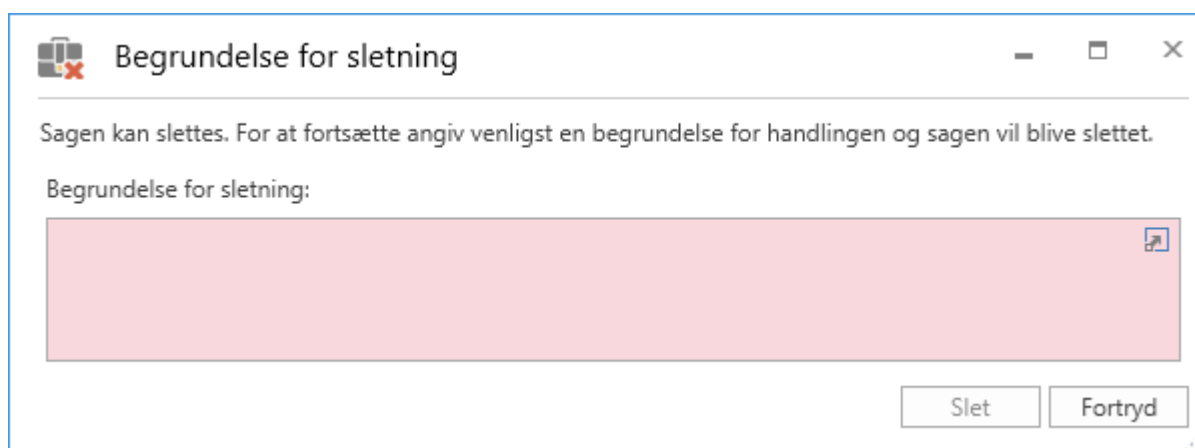 Begrundelse for sletning
Sagen kan slettes. For at fortsætte angiv venligst en begrundelse for handlingen og sagen vil blive slettet.
Begrundelse for sletning:
Slet
Fortryd